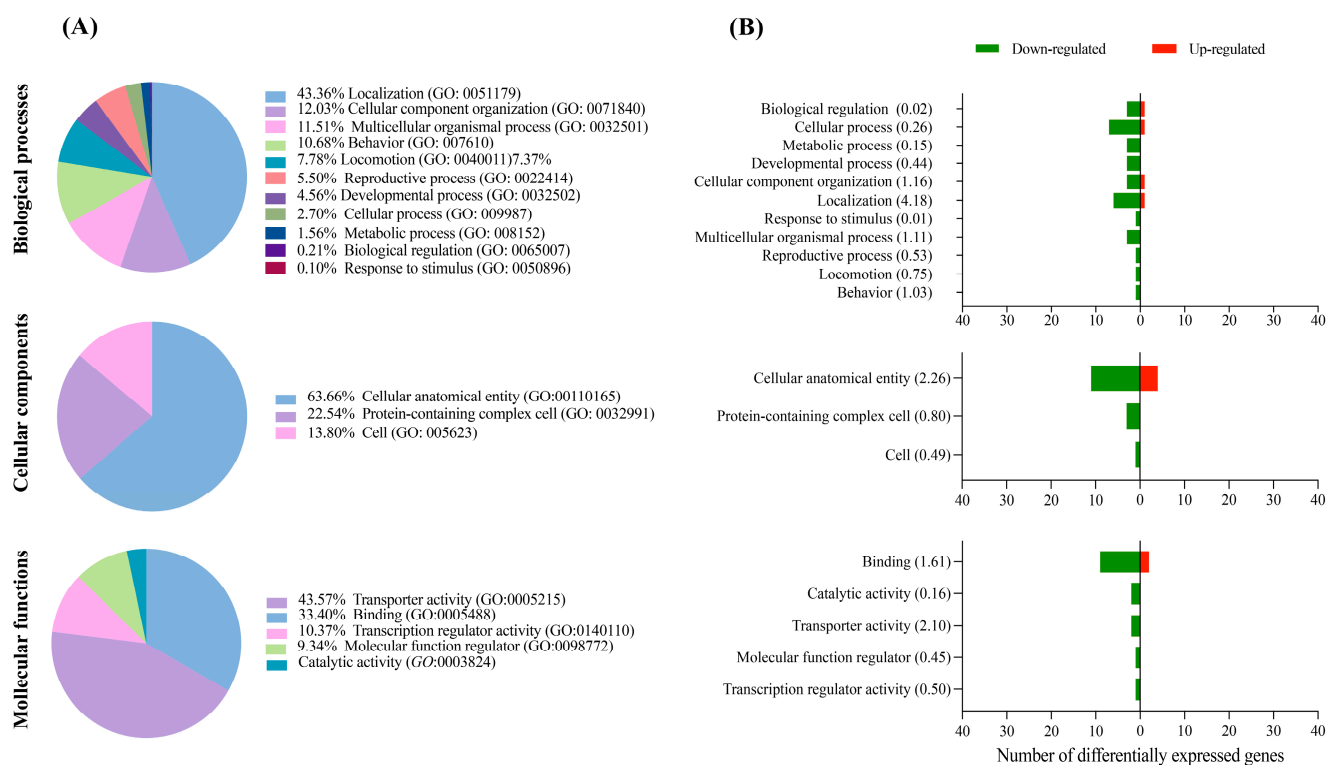 (A)
Biological processes
43.36% Localization (GO: 0051179)
12.03% Cellular component organization (GO: 0071840)
11.51% Multicellular organismal process (GO: 0032501)
10.68% Behavior (GO: 007610)
7.78% Locomotion (GO: 0040011)7.37%
5.50% Reproductive process (GO: 0022414)
4.56% Developmental process (GO: 0032502)
2.70% Cellular process (GO: 009987)
1.56% Metabolic process (GO: 008152)
0.21% Biological regulation (GO: 0065007)
0.10% Response to stimulus (GO: 0050896)
Cellular components
63.66% Cellular anatomical entity (GO:00110165)
22.54% Protein-containing complex cell (GO: 0032991)
13.80% Cell (GO: 005623)
Mollecular functions
43.57% Transporter activity (GO:0005215)
33.40% Binding (GO:0005488)
10.37% Transcription regulator activity (GO:0140110)
9.34% Molecular function regulator (GO:0098772)
Catalytic activity (GO:0003824)
(B)
Down-regulated
Up-regulated
Biological regulation (0.02)
Cellular process (0.26)
Metabolic process (0.15)
Developmental process (0.44)
Cellular component organization (1.16)
Localization (4.18)
Response to stimulus (0.01)
Multicellular organismal process (1.11)
Reproductive process (0.53)
Locomotion (0.75)
Behavior (1.03)
40 30 20 10 0 10 20 30 40
Cellular anatomical entity (2.26)
Protein-containing complex cell (0.80)
Cell (0.49)
40 30 20 10 0 10 20 30 40
Binding (1.61)
Catalytic activity (0.16)
Transporter activity (2.10)
Molecular function regulator (0.45)
Transcription regulator activity (0.50)
40 30 20 10 0 10 20 30 40
Number of differentially expressed genes